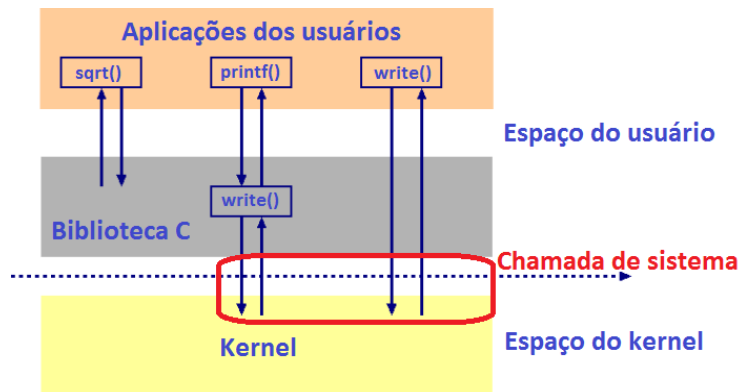 Aplicações dos usuários
sqrt()
printf()
write()
Espaço do usuário
write()
Biblioteca C
Chamada de sistema
Kernel
Espaço do kernel